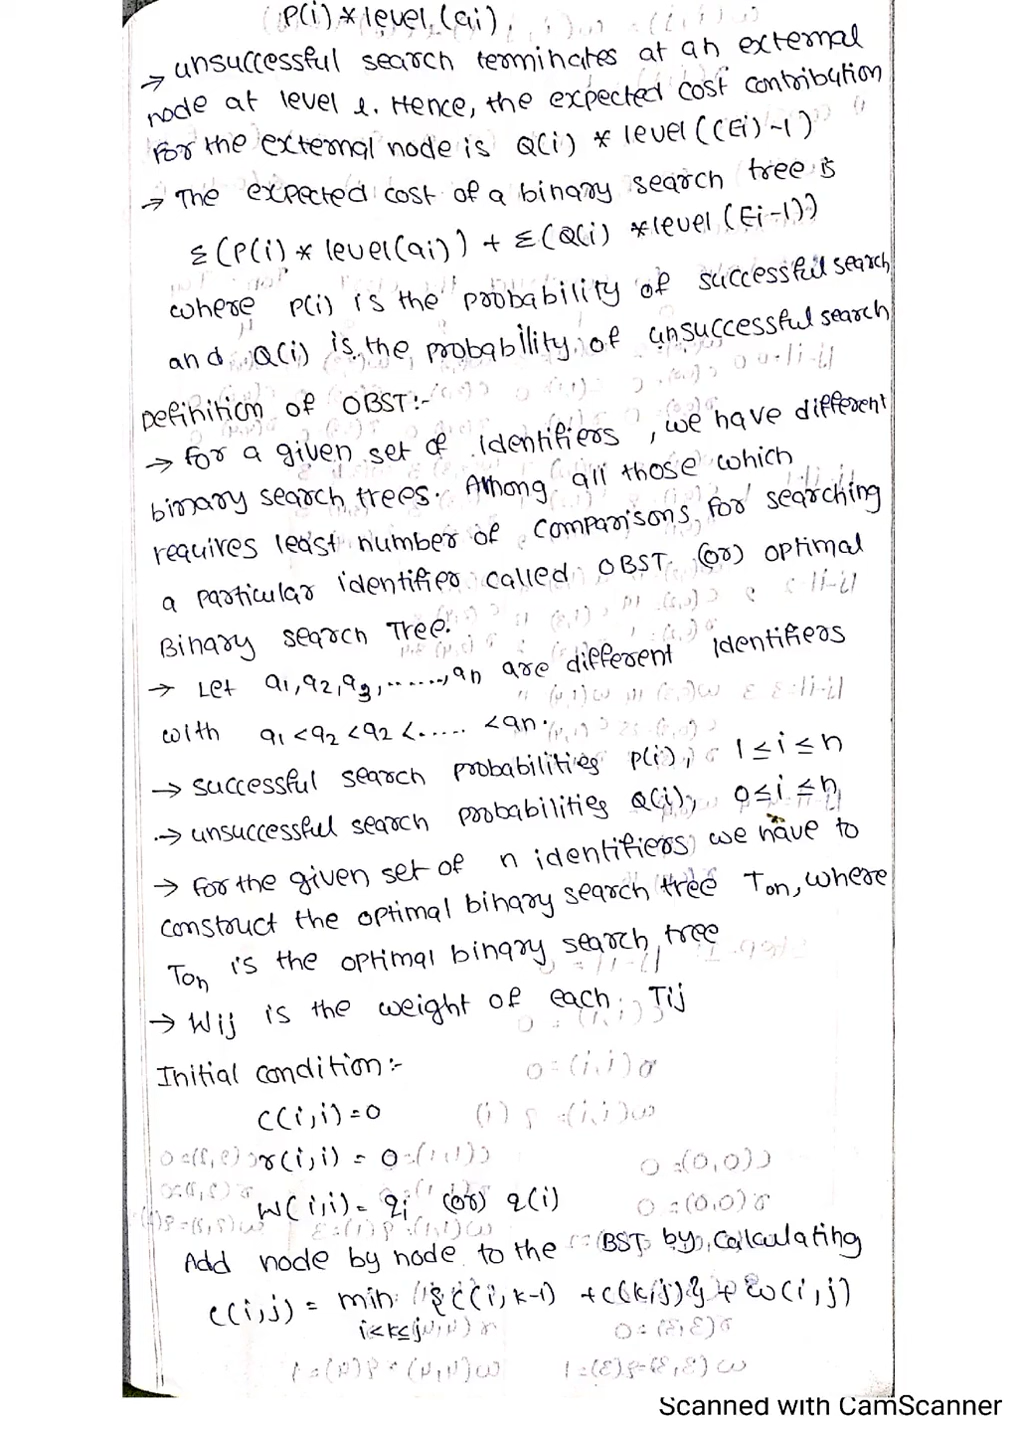 P(i) * level (ai).
→ unsuccessful search terminates at an external
node at level l. Hence, the expected cost contribution
for the external node is Q(i) * level ((Ei) -1)
→ The expected cost of a binary search tree is
Σ (P(i) * level(ai)) + Σ (Q(i) * level (Ei-1))
where P(i) is the probability of successful search
and Q(i) is the probability of unsuccessful search
Definition of OBST:-
→ for a given set of Identifiers, we have different
binary search trees. Among all those which
requires least number of comparisons for searching
a particular identifier called OBST (or) optimal
Binary search Tree.
→ Let a1, a2, a3, ......, an are different Identifiers
with a1 < a2 < a2 < ..... < an.
→ successful search probabilities P(i), 1 ≤ i ≤ n
→ unsuccessful search probabilities Q(i), 0 ≤ i ≤ n
→ for the given set of n identifiers we have to
construct the optimal binary search tree Ton, where
Ton is the optimal binary search tree
→ Wij is the weight of each Tij
Initial condition:-
C(i,i) = 0
r(i,i) = 0
W(i,i) = qi (or) q(i)
Add node by node to the BST by calculating
c(i,j) = min {c(i,k-1) + c(k,j)} + w(i,j)
i<k≤j
Scanned with CamScanner